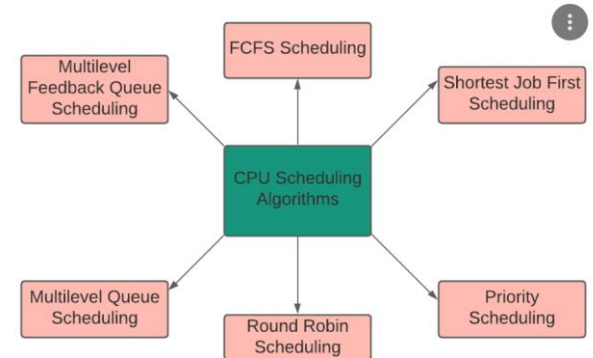 FCFS Scheduling
Multilevel
Feedback Queue
Scheduling
Shortest Job First
Scheduling
CPU Scheduling
Algorithms
Multilevel Queue
Scheduling
Round Robin
Scheduling
Priority
Scheduling